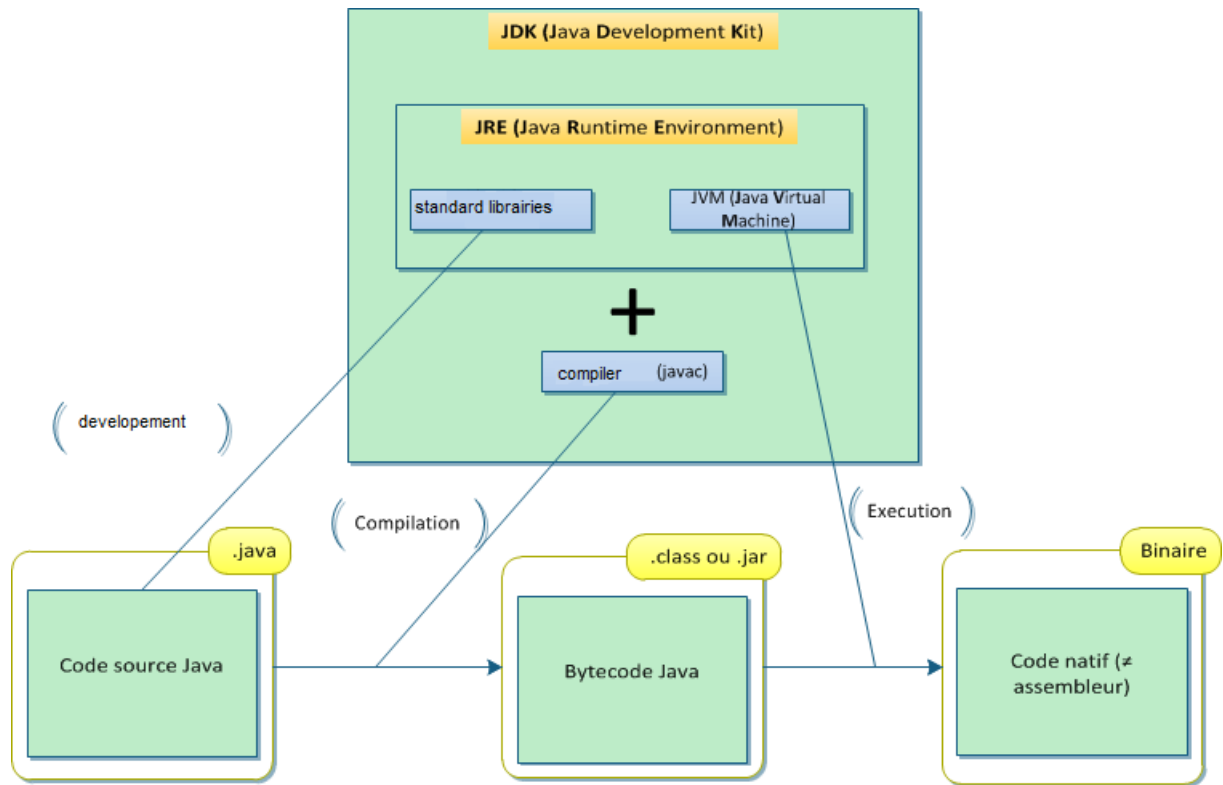 JDK (Java Development Kit)
JRE (Java Runtime Environment)
standard librairies
JVM (Java Virtual
Machine)
+
compiler (javac)
developement
Compilation
Execution
.java
.class ou .jar
Binaire
Code source Java
Bytecode Java
Code natif (≠
assembleur)